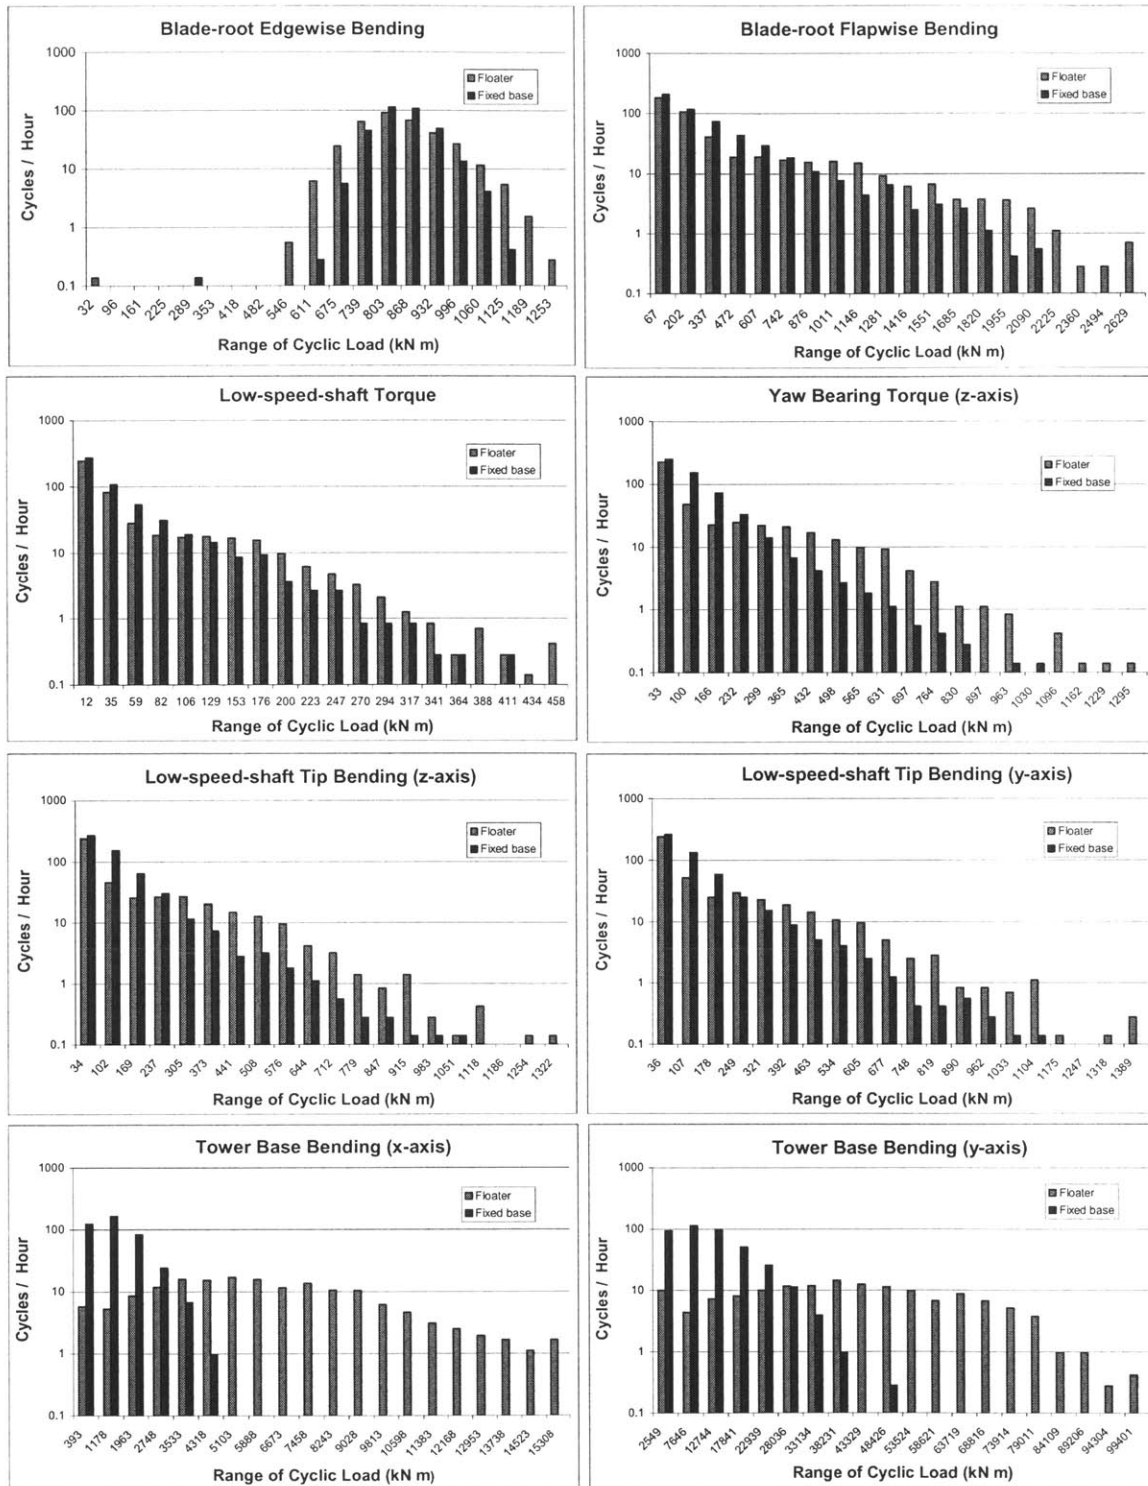 Blade-root Edgewise Bending
1000
100
10
1
0.1
Cycles / Hour
Floater
Fixed base
32 96 161 225 289 353 418 482 546 611 675 739 803 868 932 996 1060 1125 1189 1253
Range of Cyclic Load (kN m)
Blade-root Flapwise Bending
1000
100
10
1
0.1
Cycles / Hour
Floater
Fixed base
67 202 337 472 607 742 876 1011 1146 1281 1416 1551 1685 1820 1955 2090 2225 2360 2494 2629
Range of Cyclic Load (kN m)
Low-speed-shaft Torque
1000
100
10
1
0.1
Cycles / Hour
Floater
Fixed base
12 35 59 82 106 129 153 176 200 223 247 270 294 317 341 364 388 411 434 458
Range of Cyclic Load (kN m)
Yaw Bearing Torque (z-axis)
1000
100
10
1
0.1
Cycles / Hour
Floater
Fixed base
33 100 166 232 299 365 432 498 565 631 697 764 830 897 963 1030 1096 1162 1229 1295
Range of Cyclic Load (kN m)
Low-speed-shaft Tip Bending (z-axis)
1000
100
10
1
0.1
Cycles / Hour
Floater
Fixed base
34 102 169 237 305 373 441 508 576 644 712 779 847 915 983 1051 1118 1186 1254 1322
Range of Cyclic Load (kN m)
Low-speed-shaft Tip Bending (y-axis)
1000
100
10
1
0.1
Cycles / Hour
Floater
Fixed base
36 107 178 249 321 392 463 534 605 677 748 819 890 962 1033 1104 1175 1247 1318 1389
Range of Cyclic Load (kN m)
Tower Base Bending (x-axis)
1000
100
10
1
0.1
Cycles / Hour
Floater
Fixed base
393 1178 1963 2748 3533 4318 5103 5888 6673 7458 8243 9028 9813 10598 11383 12168 12953 13738 14523 15308
Range of Cyclic Load (kN m)
Tower Base Bending (y-axis)
1000
100
10
1
0.1
Cycles / Hour
Floater
Fixed base
2549 7646 12744 17841 22939 28036 33134 38231 43329 48426 53524 58621 63719 68816 73914 79011 84109 89206 94304 99401
Range of Cyclic Load (kN m)